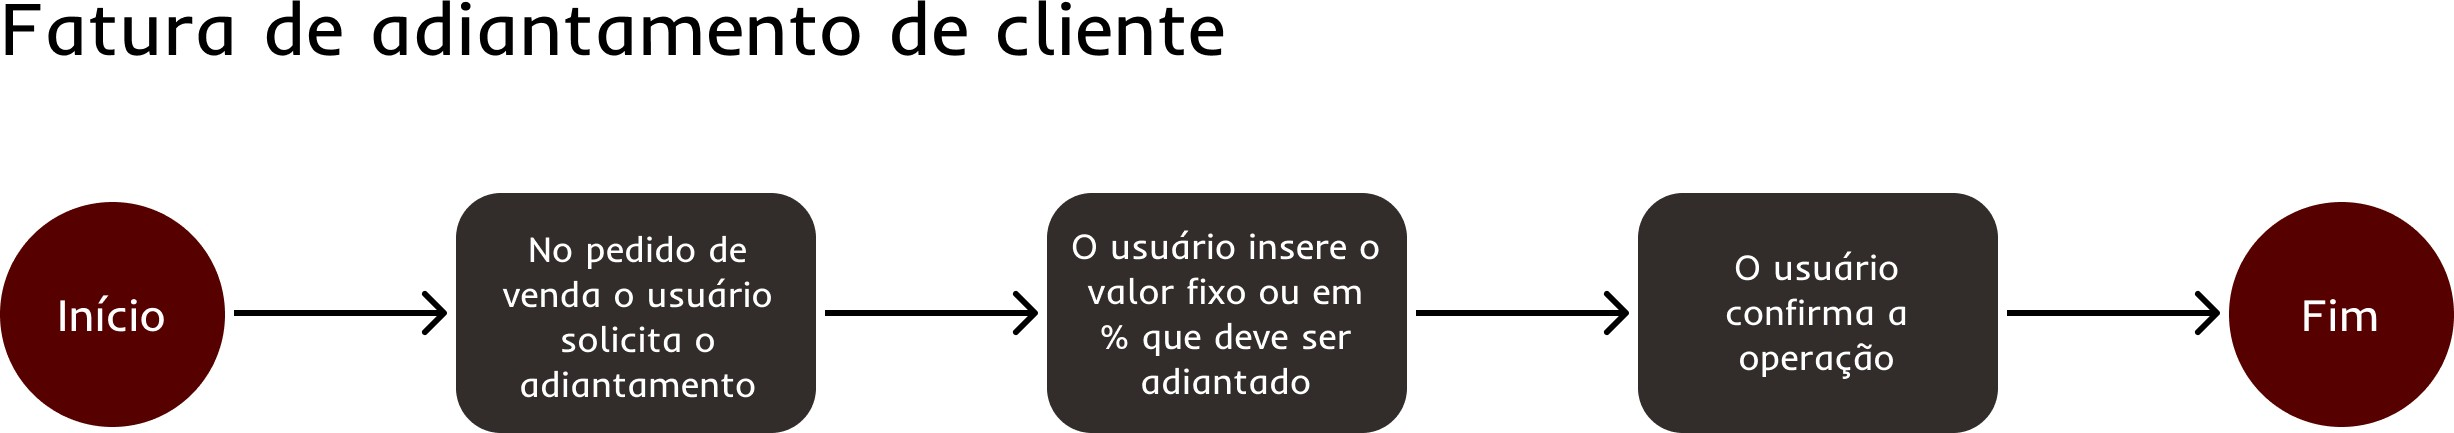 Fatura de adiantamento de cliente
Início
No pedido de
venda o usuário
solicita o
adiantamento
O usuário insere o
valor fixo ou em
% que deve ser
adiantado
O usuário
confirma a
operação
Fim